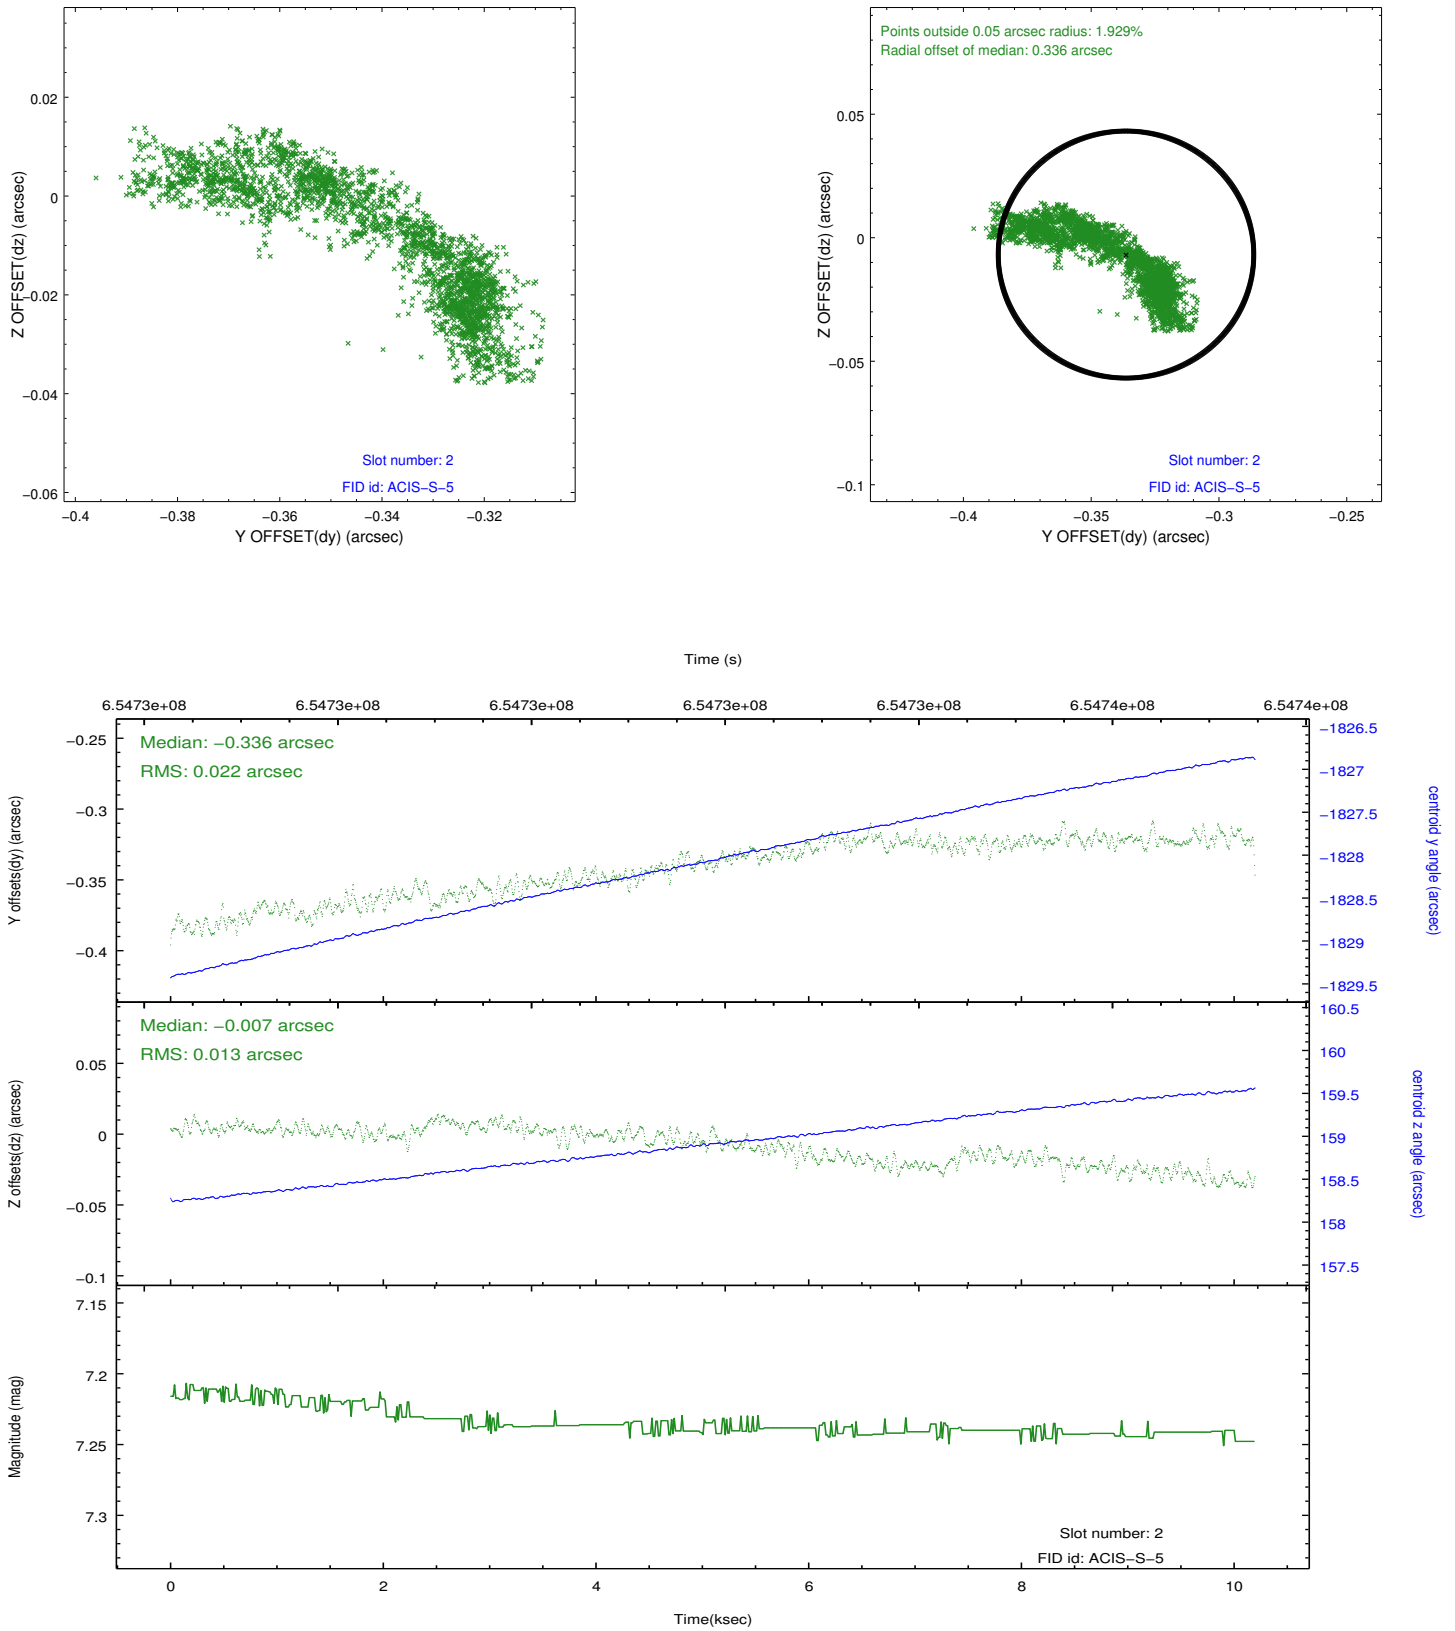 0.02
0
−0.02
−0.04
−0.06
Z OFFSET(dz) (arcsec)
Slot number: 2
FID id: ACIS−S−5
−0.4
−0.38
−0.36
−0.34
−0.32
Y OFFSET(dy) (arcsec)
Points outside 0.05 arcsec radius: 1.929%
Radial offset of median: 0.336 arcsec
0.05
0
−0.05
−0.1
Z OFFSET(dz) (arcsec)
Slot number: 2
FID id: ACIS−S−5
−0.4
−0.35
−0.3
−0.25
Y OFFSET(dy) (arcsec)
Time (s)
6.5473e+08
6.5473e+08
6.5473e+08
6.5473e+08
6.5473e+08
6.5474e+08
6.5474e+08
Median: −0.336 arcsec
RMS: 0.022 arcsec
−0.25
−0.3
−0.35
−0.4
Y offsets(dy) (arcsec)
−1826.5
−1827
−1827.5
−1828
−1828.5
−1829
−1829.5
centroid y angle (arcsec)
Median: −0.007 arcsec
RMS: 0.013 arcsec
0.05
0
−0.05
−0.1
Z offsets(dz) (arcsec)
160.5
160
159.5
159
158.5
158
157.5
centroid z angle (arcsec)
7.15
7.2
7.25
7.3
Magnitude (mag)
Slot number: 2
FID id: ACIS−S−5
0
2
4
6
8
10
Time(ksec)